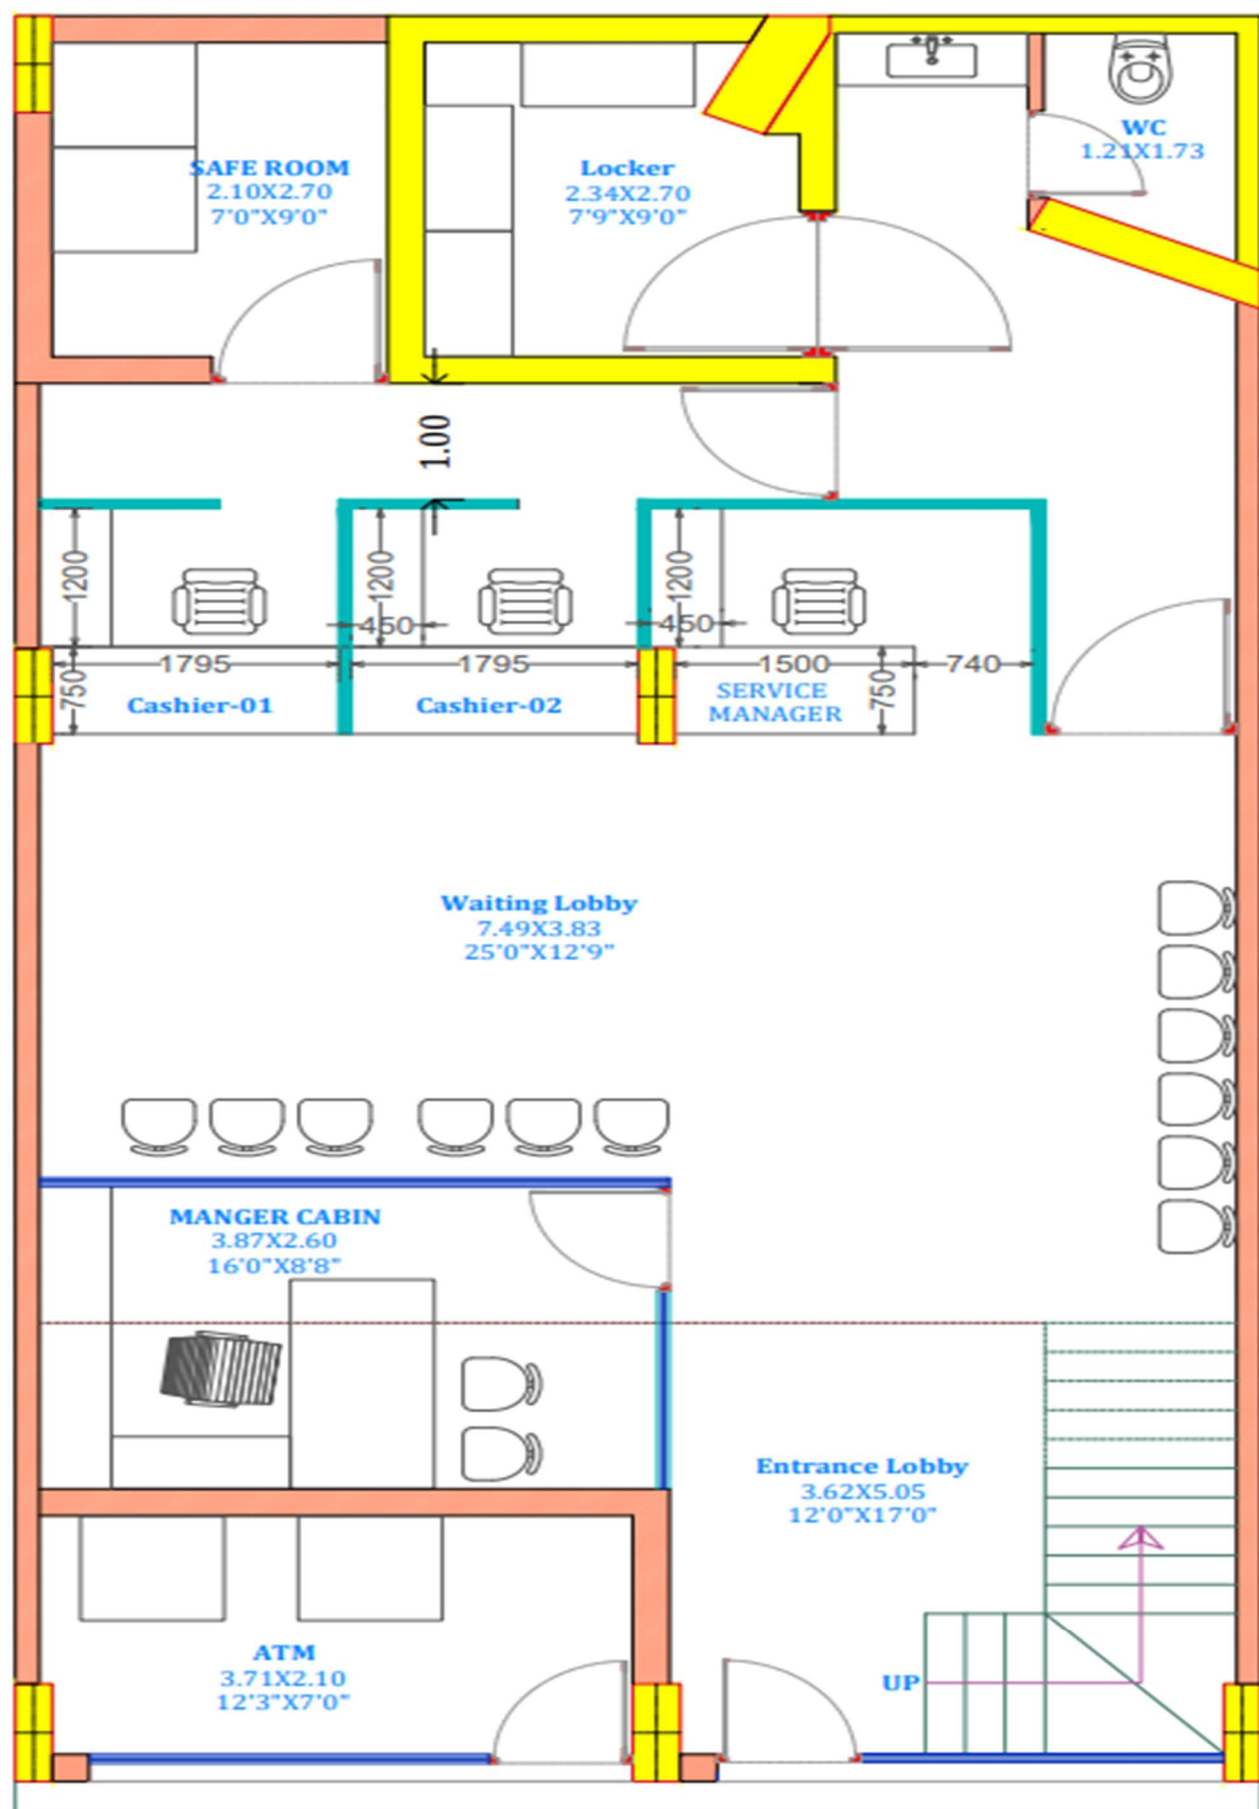 SAFE ROOM
2.10X2.70
7'0"X9'0"
Locker
2.34X2.70
7'9"X9'0"
WC
1.21X1.73
1.00
1200
1200
450
1200
450
1795
1795
1500
740
750
Cashier-01
Cashier-02
SERVICE
MANAGER
750
Waiting Lobby
7.49X3.83
25'0"X12'9"
MANGER CABIN
3.87X2.60
16'0"X8'8"
Entrance Lobby
3.62X5.05
12'0"X17'0"
ATM
3.71X2.10
12'3"X7'0"
UP